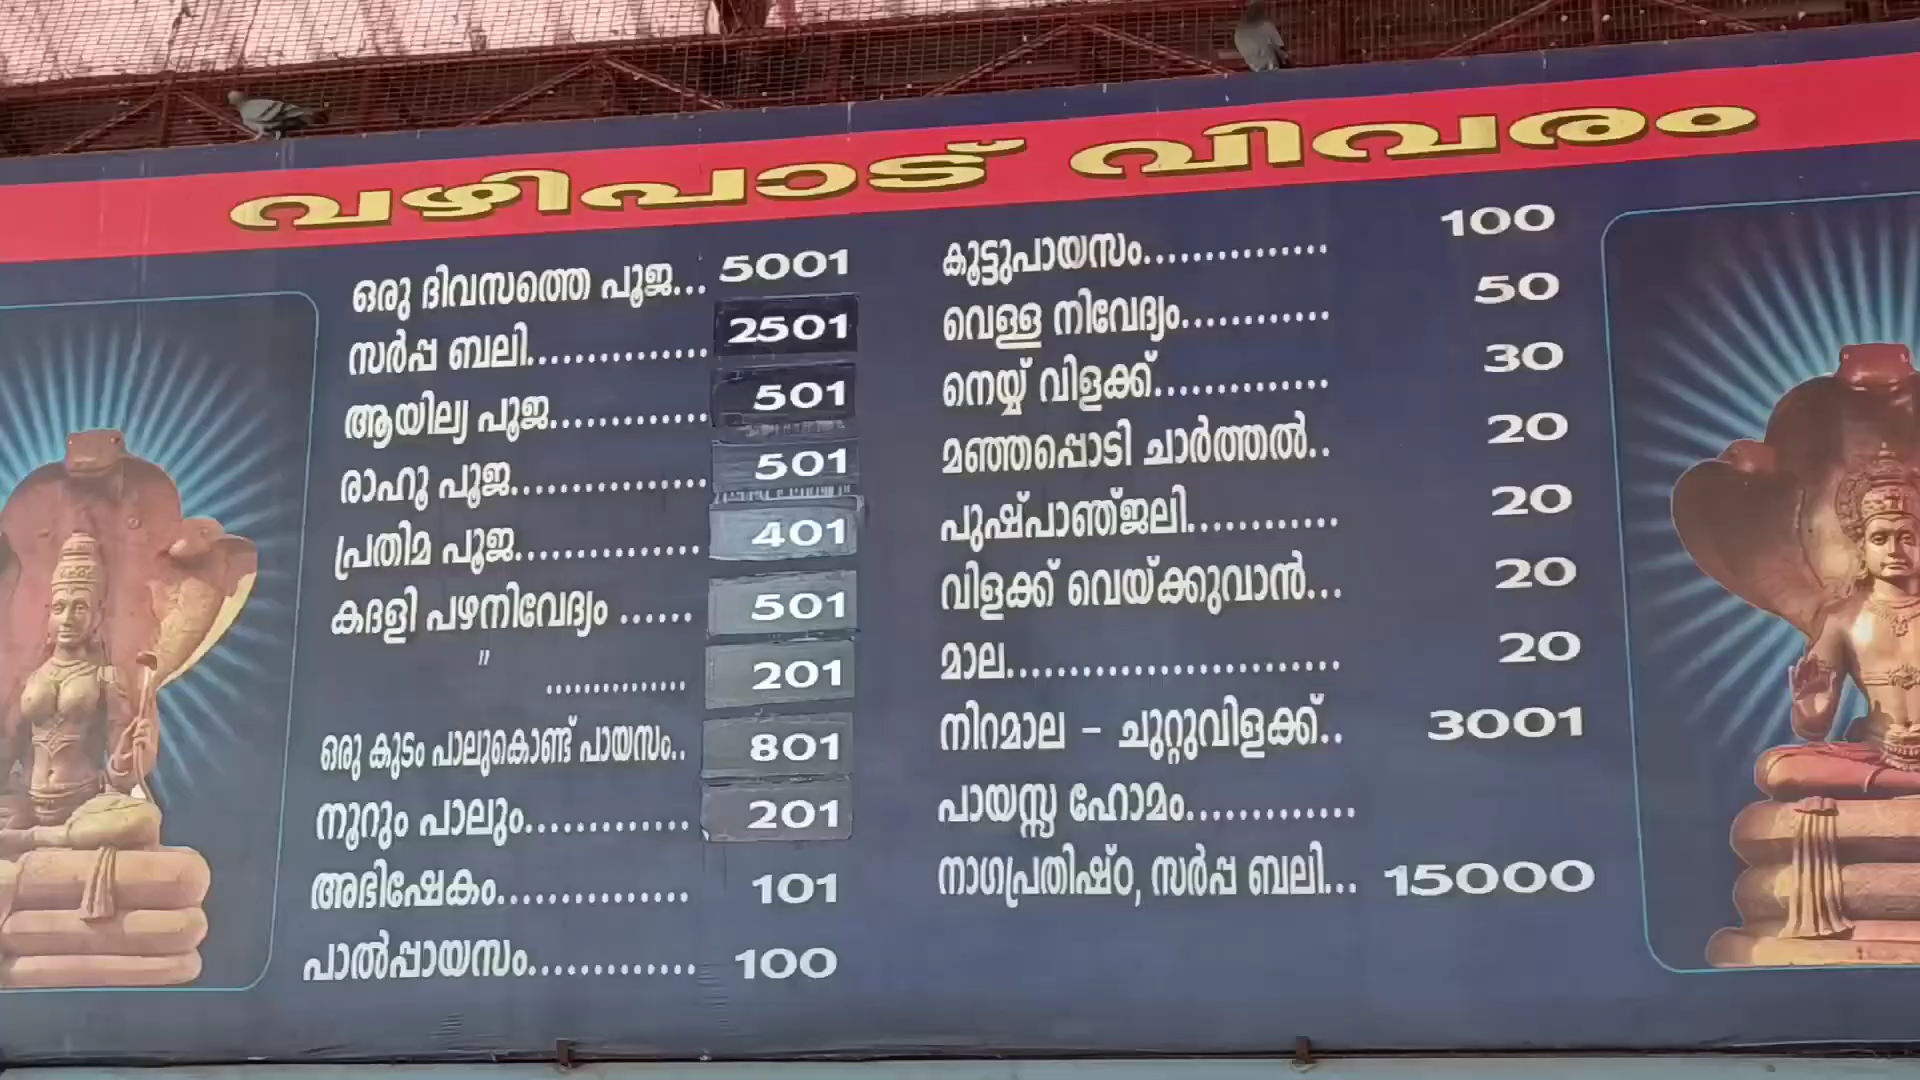 വഴിപാട് വിവരം
ഒരു ദിവസത്തെ പൂജ... 5001
സർപ്പ ബലി.............. 2501
ആയില്യ പൂജ............ 501
രാഹൂ പൂജ............... 501
പ്രതിമ പൂജ.............. 401
കദളി പഴനിവേദ്യം ...... 501
" .............. 201
ഒരു കുടം പാലുകൊണ്ട് പായസം.. 801
നൂറും പാലും............. 201
അഭിഷേകം............... 101
പാൽപ്പായസം............. 100
കൂട്ടുപായസം.............. 100
വെള്ള നിവേദ്യം............ 50
നെയ്യ് വിളക്ക്.............. 30
മഞ്ഞപ്പൊടി ചാർത്തൽ.. 20
പുഷ്പാഞ്ജലി............ 20
വിളക്ക് വെയ്ക്കുവാൻ... 20
മാല.......................... 20
നിറമാല - ചുറ്റുവിളക്ക്.. 3001
പായസ്സ ഹോമം.............
നാഗപ്രതിഷ്ഠ, സർപ്പ ബലി... 15000